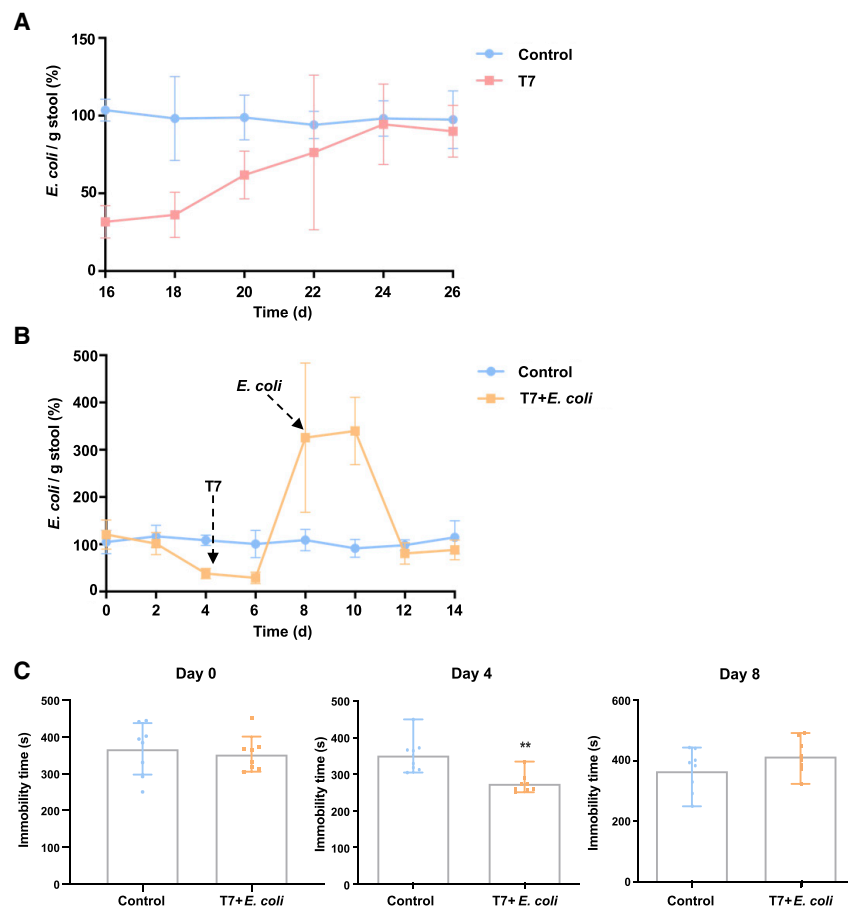 A
E. coli / g stool (%)
150
100
50
0
16 18 20 22 24 26
Time (d)
Control
T7
B
E. coli / g stool (%)
500
400
300
200
100
0
E. coli
T7
0 2 4 6 8 10 12 14
Time (d)
Control
T7+E. coli
C
Day 0
Immobility time (s)
500
400
300
200
100
0
Control T7+E. coli
Day 4
Immobility time (s)
500
400
300
200
100
0
**
Control T7+E. coli
Day 8
Immobility time (s)
600
400
200
0
Control T7+E. coli